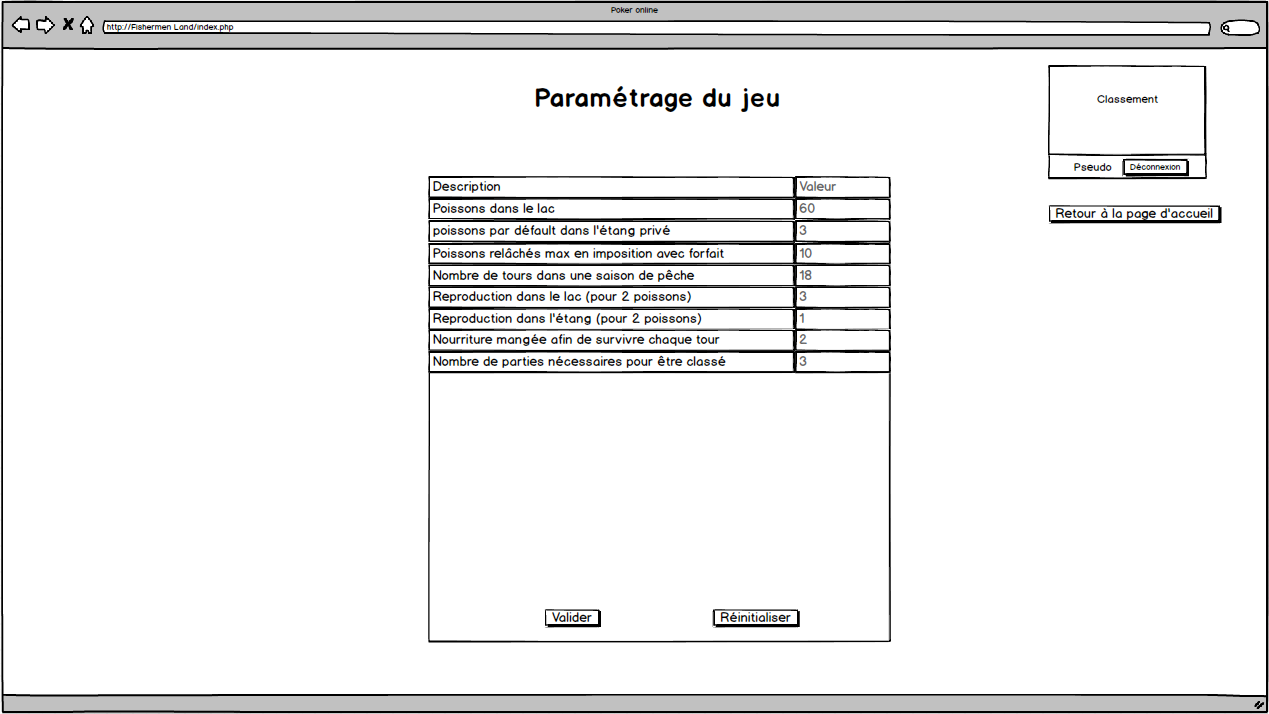 Poker online
http://Fishermen Land/index.php
Paramétrage du jeu
Classement
Pseudo Déconnexion
Retour à la page d'accueil
Description Valeur
Poissons dans le lac 60
poissons par défault dans l'étang privé 3
Poissons relâchés max en imposition avec forfait 10
Nombre de tours dans une saison de pêche 18
Reproduction dans le lac (pour 2 poissons) 3
Reproduction dans l'étang (pour 2 poissons) 1
Nourriture mangée afin de survivre chaque tour 2
Nombre de parties nécessaires pour être classé 3
Valider Réinitialiser